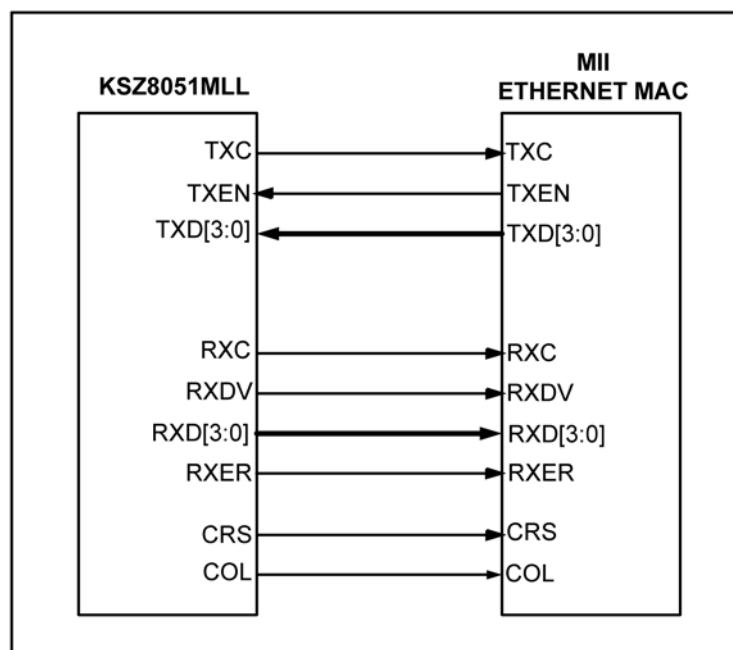 KSZ8051MLL
MII
ETHERNET MAC
TXC TXC
TXEN TXEN
TXD[3:0] TXD[3:0]
RXC RXC
RXDV RXDV
RXD[3:0] RXD[3:0]
RXER RXER
CRS CRS
COL COL